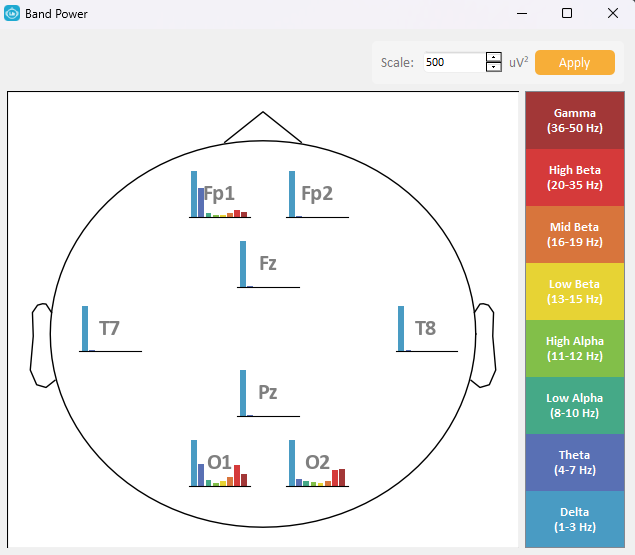 Band Power
Scale: 500 uV² Apply
Gamma
(36-50 Hz)
High Beta
(20-35 Hz)
Mid Beta
(16-19 Hz)
Low Beta
(13-15 Hz)
High Alpha
(11-12 Hz)
Low Alpha
(8-10 Hz)
Theta
(4-7 Hz)
Delta
(1-3 Hz)
Fp1 Fp2
Fz
T7 T8
Pz
O1 O2